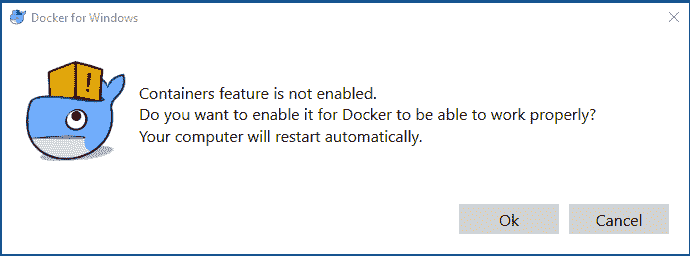 Docker for Windows
Containers feature is not enabled.
Do you want to enable it for Docker to be able to work properly?
Your computer will restart automatically.
!
Ok
Cancel